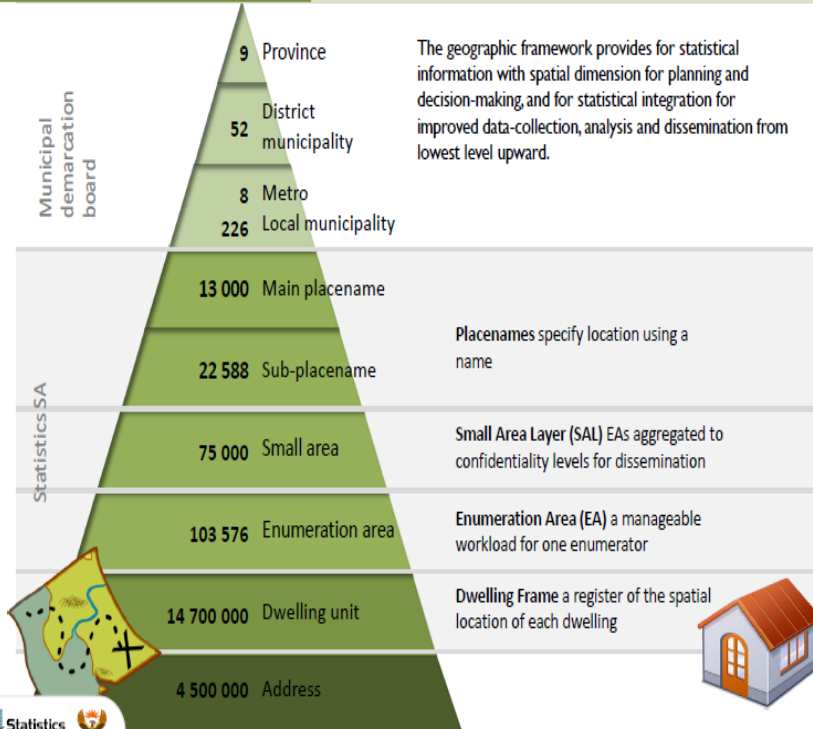 Municipal
demarcation
board
9 Province
52 District
municipality
8 Metro
226 Local municipality
The geographic framework provides for statistical
information with spatial dimension for planning and
decision-making, and for statistical integration for
improved data-collection, analysis and dissemination from
lowest level upward.
Statistics SA
13 000 Main placename
22 588 Sub-placename
Placenames specify location using a
name
75 000 Small area
Small Area Layer (SAL) EAs aggregated to
confidentiality levels for dissemination
103 576 Enumeration area
Enumeration Area (EA) a manageable
workload for one enumerator
14 700 000 Dwelling unit
Dwelling Frame a register of the spatial
location of each dwelling
4 500 000 Address
Statistics